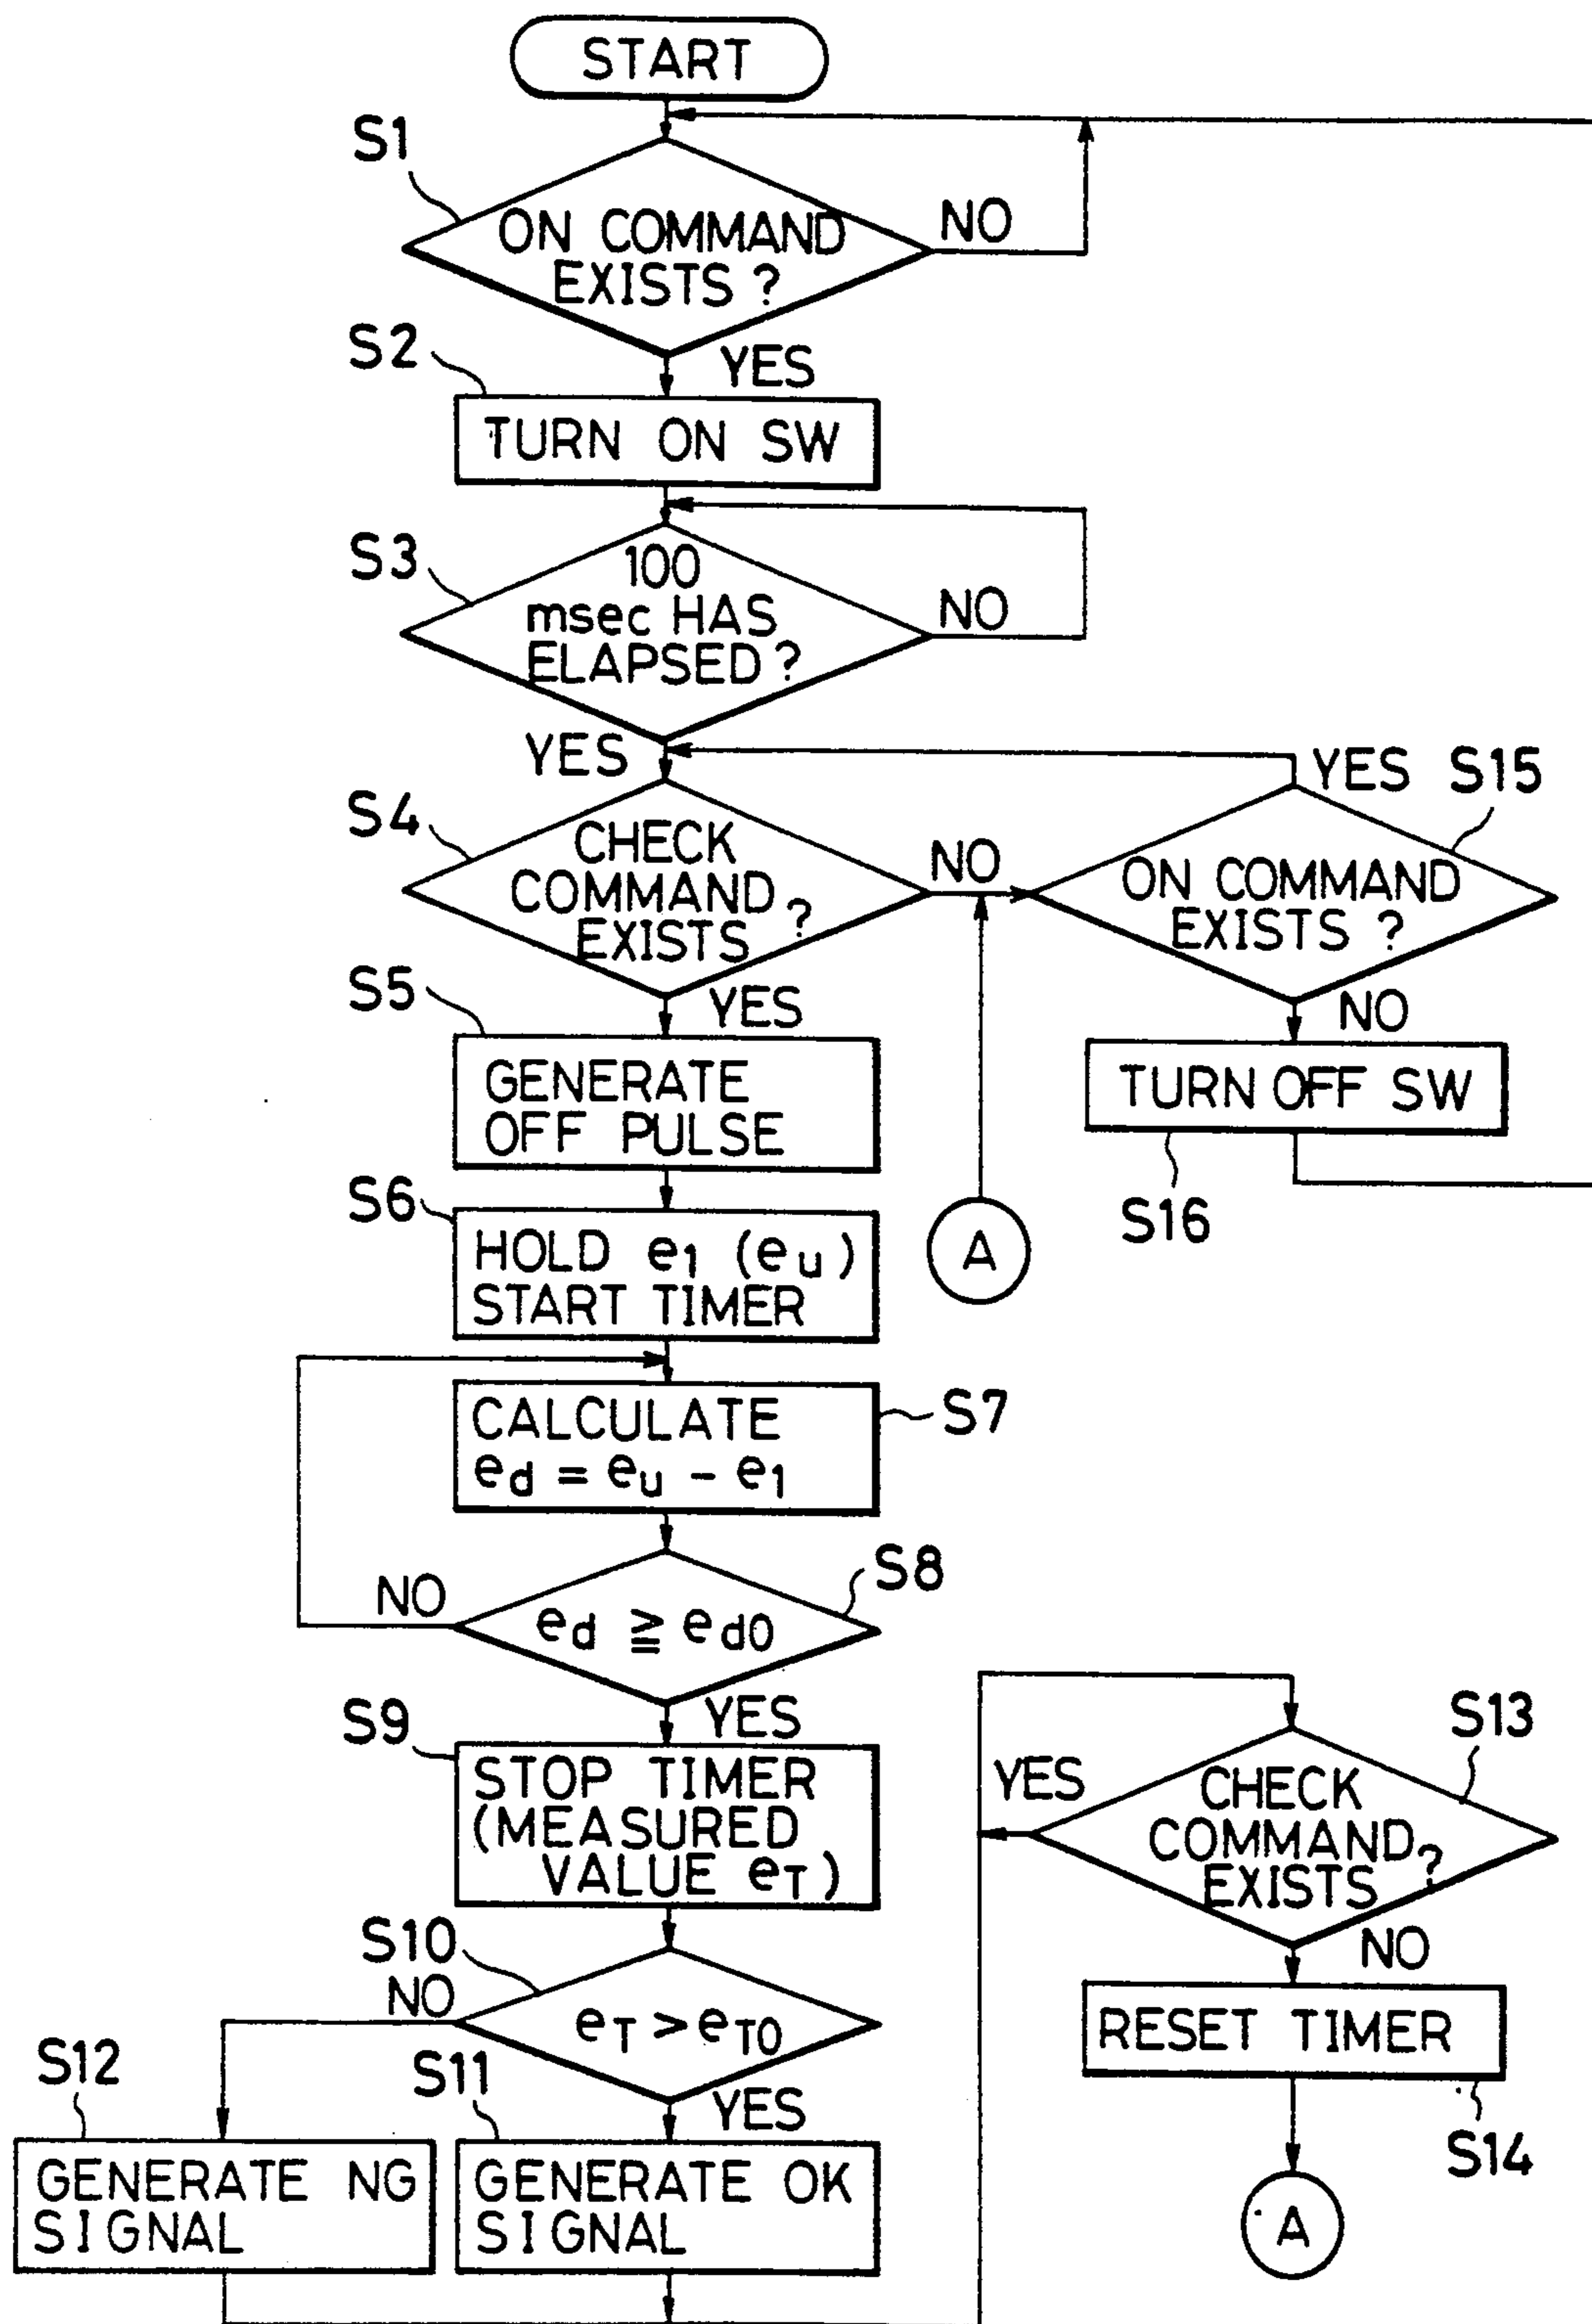 START
S1
ON COMMAND
EXISTS ?
NO
S2
YES
TURN ON SW
S3
100
msec HAS
ELAPSED ?
NO
YES
YES
S15
S4
CHECK
COMMAND
EXISTS ?
NO
ON COMMAND
EXISTS ?
S5
YES
NO
GENERATE
OFF PULSE
TURN OFF SW
S6
S16
HOLD e1 (eu)
START TIMER
A
CALCULATE
ed = eu - e1
S7
S8
NO
ed ≧ ed0
S9
YES
STOP TIMER
(MEASURED
VALUE eT)
S13
YES
CHECK
COMMAND
EXISTS ?
S10
NO
NO
eT > eT0
RESET TIMER
S12
S11
YES
S14
GENERATE NG
SIGNAL
GENERATE OK
SIGNAL
A